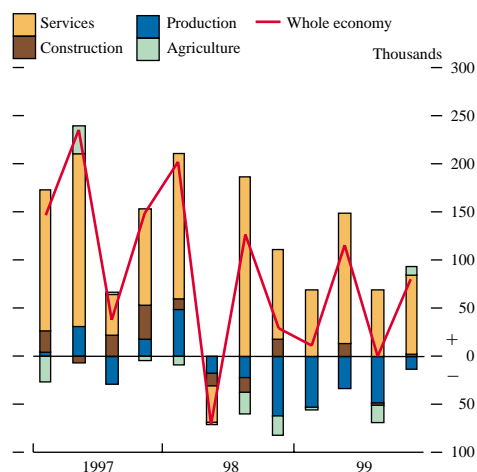 Services Production Whole economy
Construction Agriculture
Thousands
300
250
200
150
100
50
+
0
–
50
100
1997 98 99